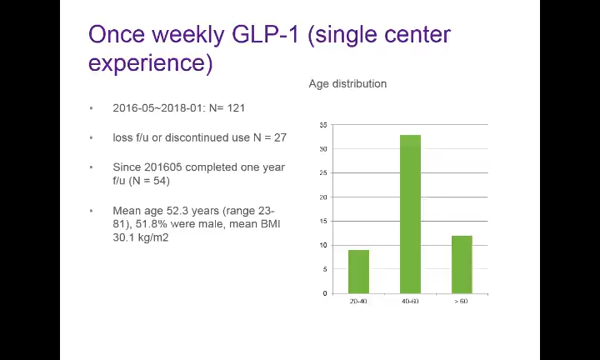 Once weekly GLP-1 (single center
experience)
Age distribution
• 2016-05~2018-01: N= 121
• loss f/u or discontinued use N = 27
• Since 201605 completed one year
f/u (N = 54)
• Mean age 52.3 years (range 23-
81), 51.8% were male, mean BMI
30.1 kg/m2
35
30
25
20
15
10
5
0
20-40 40-60 > 60